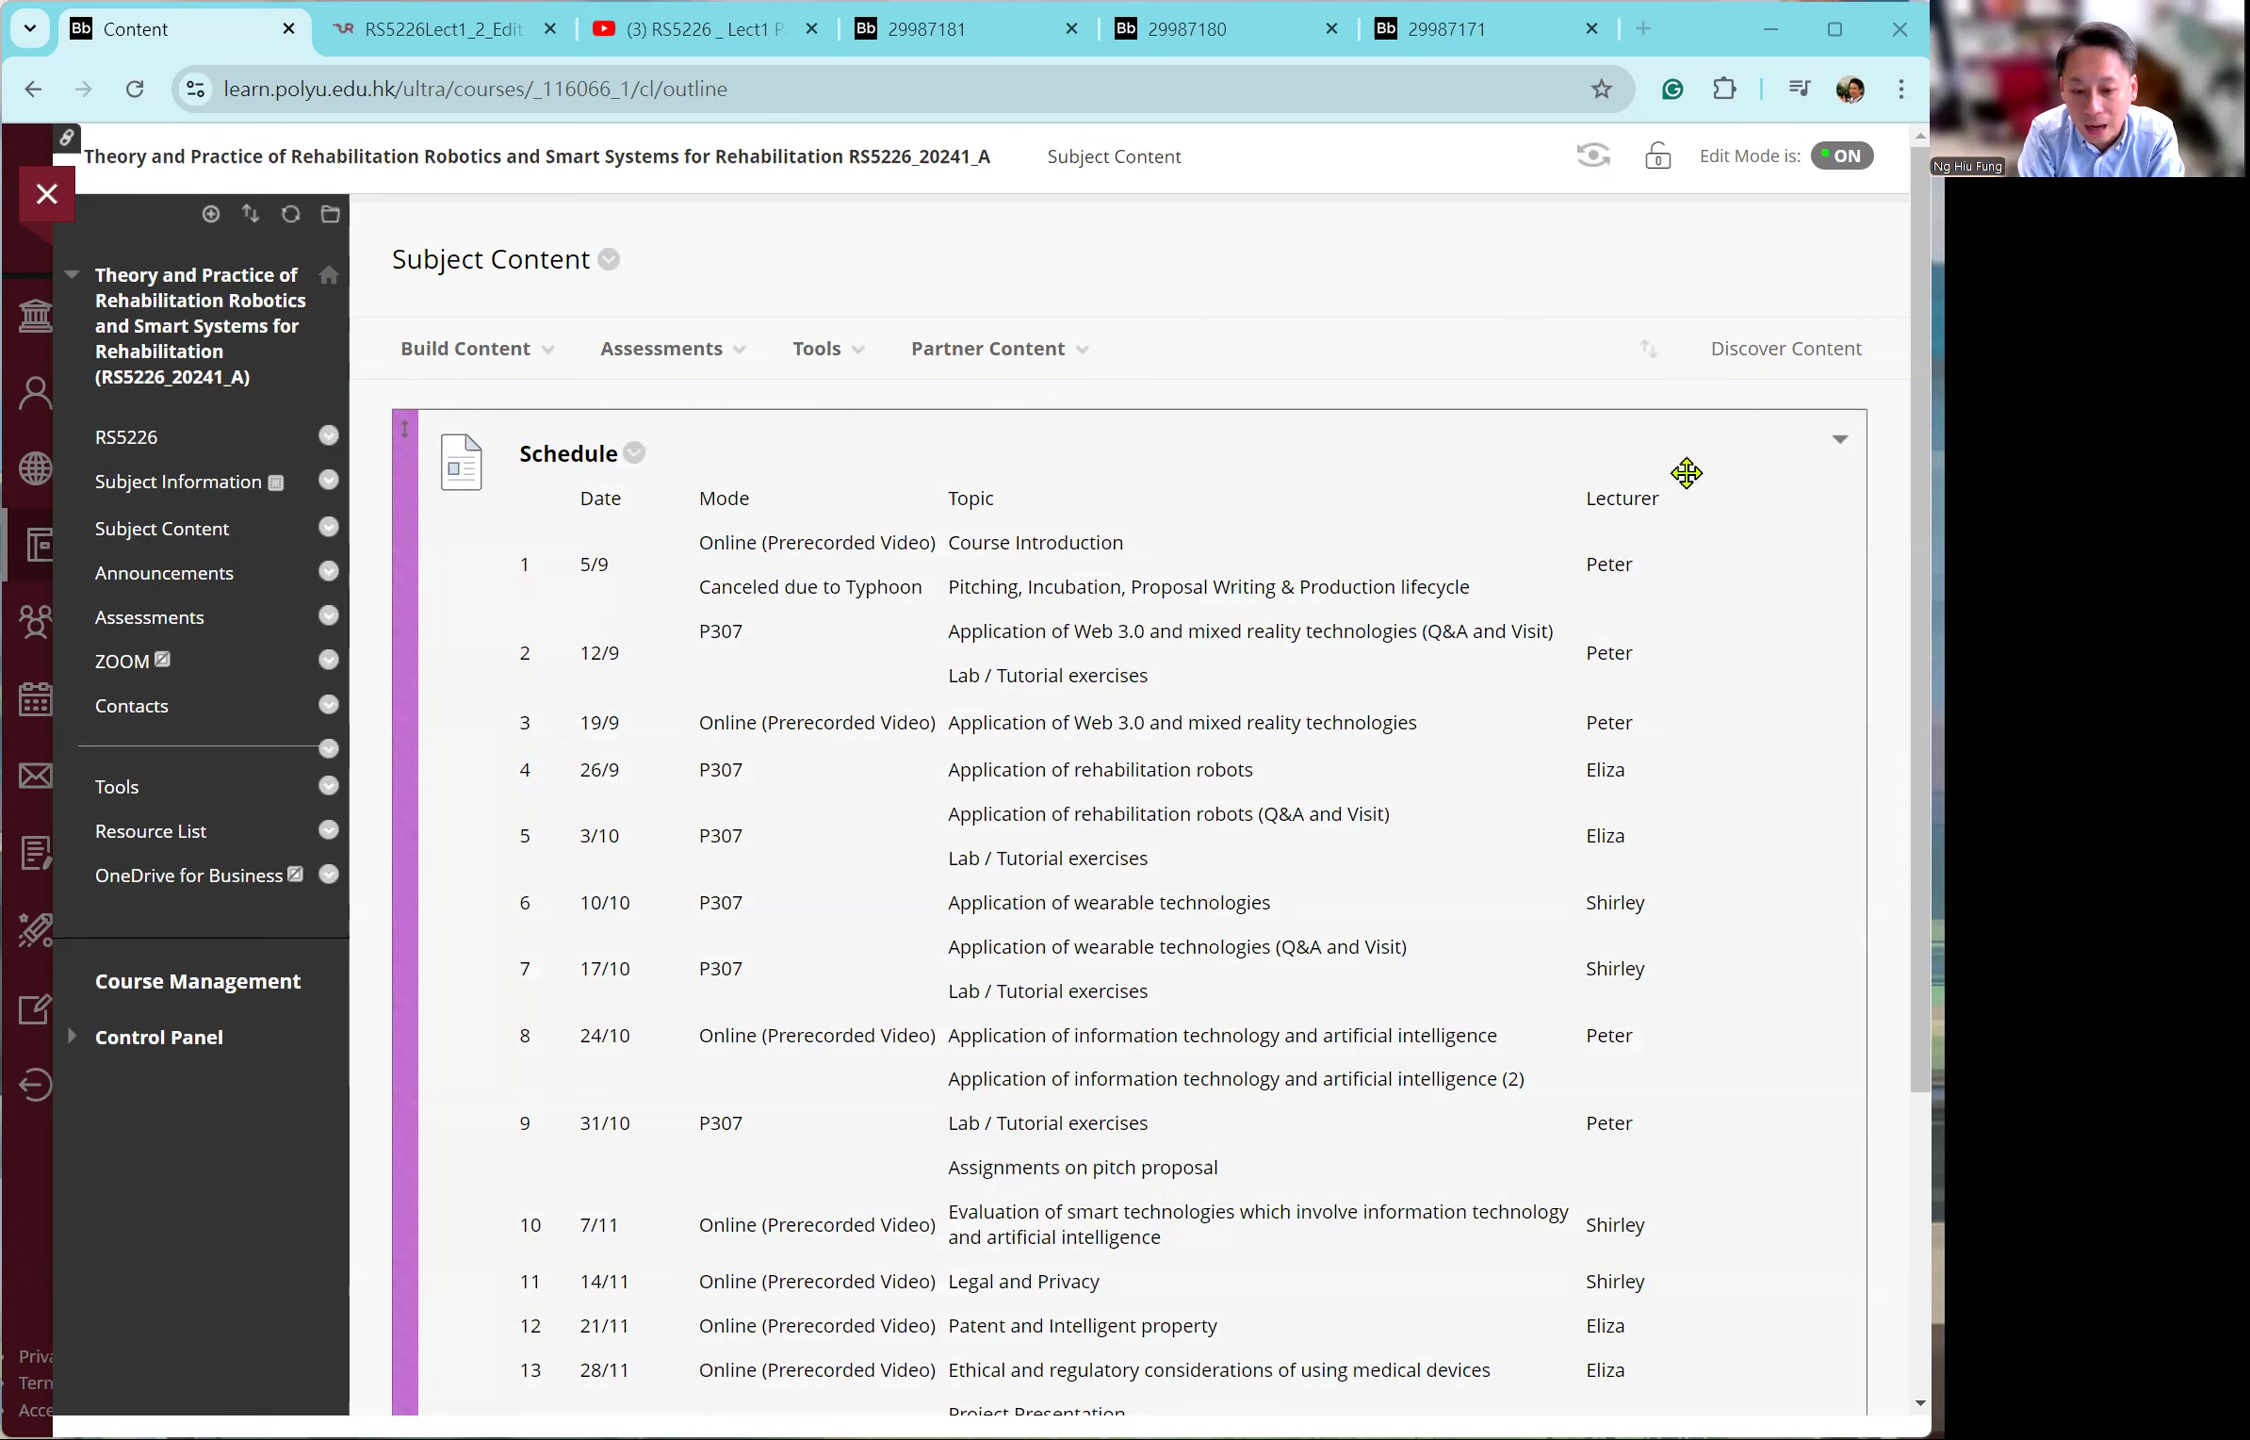 Content
RS5226Lect1_2_Edit
(3) RS5226 _ Lect1 P
29987181
29987180
29987171
learn.polyu.edu.hk/ultra/courses/_116066_1/cl/outline
Ng Hiu Fung
Theory and Practice of Rehabilitation Robotics and Smart Systems for Rehabilitation RS5226_20241_A
Subject Content
Edit Mode is:
ON
Theory and Practice of
Rehabilitation Robotics
and Smart Systems for
Rehabilitation
(RS5226_20241_A)
RS5226
Subject Information
Subject Content
Announcements
Assessments
ZOOM
Contacts
Tools
Resource List
OneDrive for Business
Course Management
Control Panel
Priva
Tern
Acce
Subject Content
Build Content
Assessments
Tools
Partner Content
Discover Content
Schedule
Date Mode Topic Lecturer
Online (Prerecorded Video) Course Introduction
1 5/9 Peter
Canceled due to Typhoon Pitching, Incubation, Proposal Writing & Production lifecycle
P307 Application of Web 3.0 and mixed reality technologies (Q&A and Visit)
2 12/9 Peter
Lab / Tutorial exercises
3 19/9 Online (Prerecorded Video) Application of Web 3.0 and mixed reality technologies Peter
4 26/9 P307 Application of rehabilitation robots Eliza
Application of rehabilitation robots (Q&A and Visit)
5 3/10 P307 Eliza
Lab / Tutorial exercises
6 10/10 P307 Application of wearable technologies Shirley
Application of wearable technologies (Q&A and Visit)
7 17/10 P307 Shirley
Lab / Tutorial exercises
8 24/10 Online (Prerecorded Video) Application of information technology and artificial intelligence Peter
Application of information technology and artificial intelligence (2)
9 31/10 P307 Lab / Tutorial exercises Peter
Assignments on pitch proposal
Evaluation of smart technologies which involve information technology
10 7/11 Online (Prerecorded Video) Shirley
and artificial intelligence
11 14/11 Online (Prerecorded Video) Legal and Privacy Shirley
12 21/11 Online (Prerecorded Video) Patent and Intelligent property Eliza
13 28/11 Online (Prerecorded Video) Ethical and regulatory considerations of using medical devices Eliza
Project Presentation